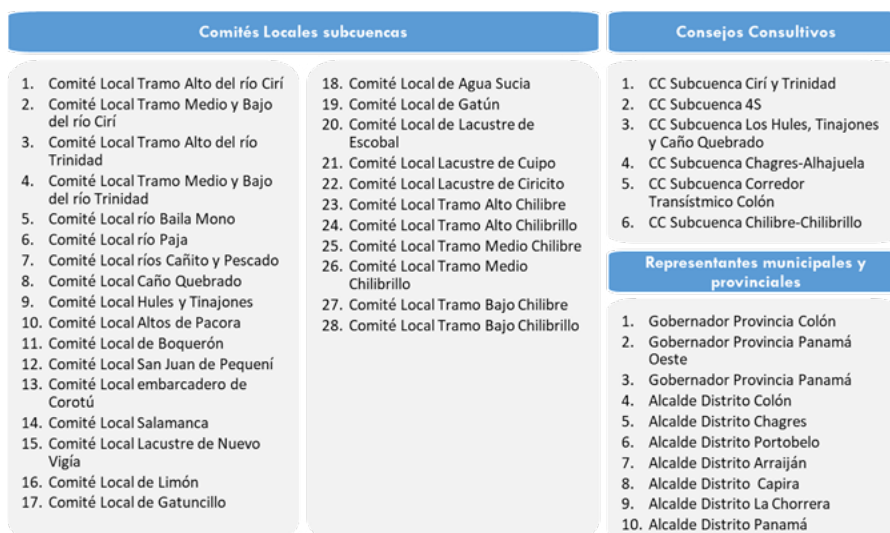 Comités Locales subcuencas
1. Comité Local Tramo Alto del río Cirí
2. Comité Local Tramo Medio y Bajo
del río Cirí
3. Comité Local Tramo Alto del río
Trinidad
4. Comité Local Tramo Medio y Bajo
del río Trinidad
5. Comité Local río Baila Mono
6. Comité Local río Paja
7. Comité Local ríos Cañito y Pescado
8. Comité Local Caño Quebrado
9. Comité Local Hules y Tinajones
10. Comité Local Altos de Pacora
11. Comité Local de Boquerón
12. Comité Local San Juan de Pequení
13. Comité Local embarcadero de
Corotú
14. Comité Local Salamanca
15. Comité Local Lacustre de Nuevo
Vigía
16. Comité Local de Limón
17. Comité Local de Gatuncillo
18. Comité Local de Agua Sucia
19. Comité Local de Gatún
20. Comité Local de Lacustre de
Escobal
21. Comité Local Lacustre de Cuipo
22. Comité Local Lacustre de Ciricito
23. Comité Local Tramo Alto Chilibre
24. Comité Local Tramo Alto Chilibrillo
25. Comité Local Tramo Medio Chilibre
26. Comité Local Tramo Medio
Chilibrillo
27. Comité Local Tramo Bajo Chilibre
28. Comité Local Tramo Bajo Chilibrillo
Consejos Consultivos
1. CC Subcuenca Cirí y Trinidad
2. CC Subcuenca 4S
3. CC Subcuenca Los Hules, Tinajones
y Caño Quebrado
4. CC Subcuenca Chagres-Alhajuela
5. CC Subcuenca Corredor
Transístmico Colón
6. CC Subcuenca Chilibre-Chilibrillo
Representantes municipales y
provinciales
1. Gobernador Provincia Colón
2. Gobernador Provincia Panamá
Oeste
3. Gobernador Provincia Panamá
4. Alcalde Distrito Colón
5. Alcalde Distrito Chagres
6. Alcalde Distrito Portobelo
7. Alcalde Distrito Arraiján
8. Alcalde Distrito Capira
9. Alcalde Distrito La Chorrera
10. Alcalde Distrito Panamá